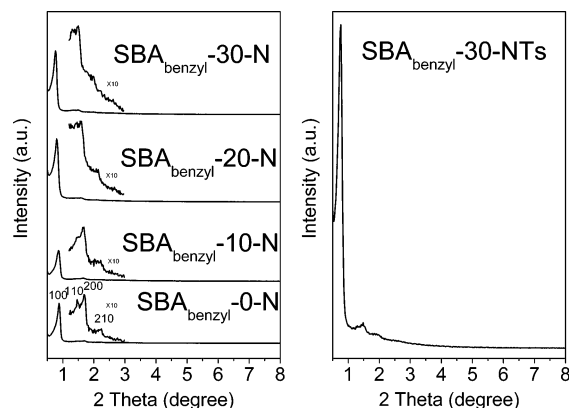 SBAbenzyl-30-N
X10
SBAbenzyl-20-N
X10
SBAbenzyl-10-N
X10
100 110 200
X10
SBAbenzyl-0-N
210
Intensity (a.u.)
1 2 3 4 5 6 7 8
2 Theta (degree)
SBAbenzyl-30-NTs
Intensity (a.u.)
1 2 3 4 5 6 7 8
2 Theta (degree)